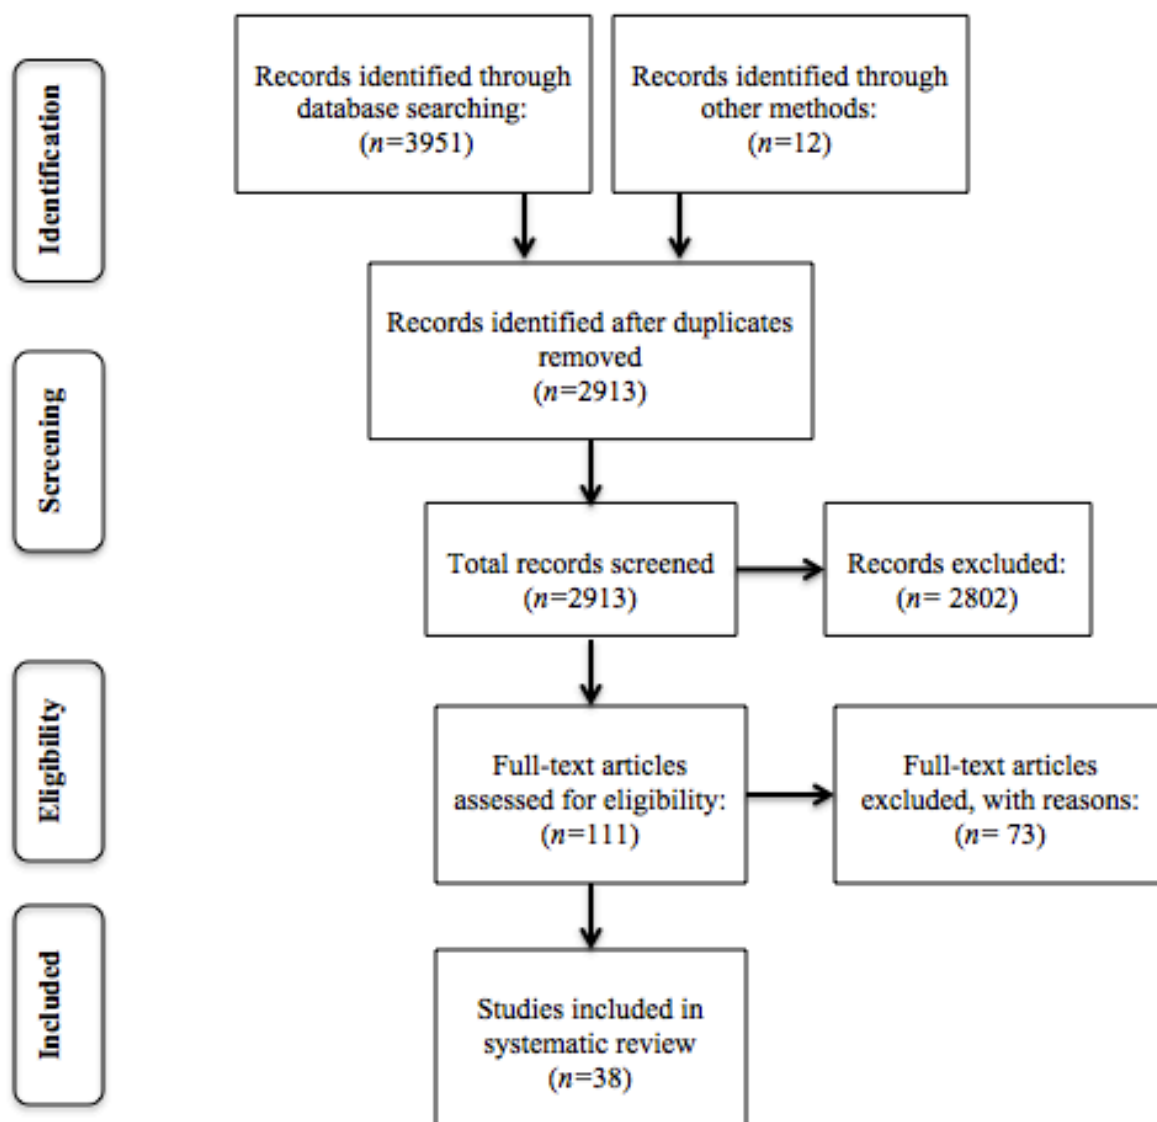 Identification
Records identified through
database searching:
(n=3951)
Records identified through
other methods:
(n=12)
Records identified after duplicates
removed
(n=2913)
Screening
Total records screened
(n=2913)
Records excluded:
(n= 2802)
Eligibility
Full-text articles
assessed for eligibility:
(n=111)
Full-text articles
excluded, with reasons:
(n= 73)
Included
Studies included in
systematic review
(n=38)